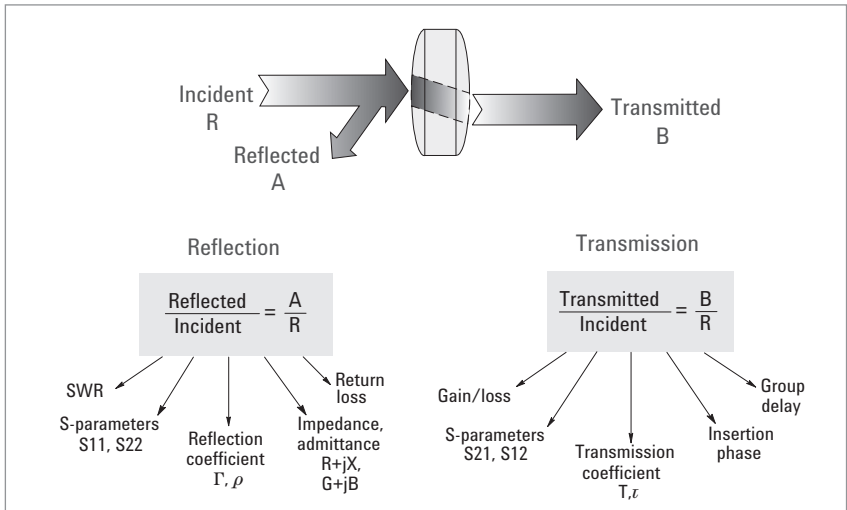 Incident
R
Reflected
A
Transmitted
B
Reflection
Reflected
Incident
= A
R
SWR
S-parameters
S11, S22
Reflection
coefficient
Γ, ρ
Impedance,
admittance
R+jX,
G+jB
Return
loss
Transmission
Transmitted
Incident
= B
R
Gain/loss
S-parameters
S21, S12
Transmission
coefficient
T,τ
Insertion
phase
Group
delay